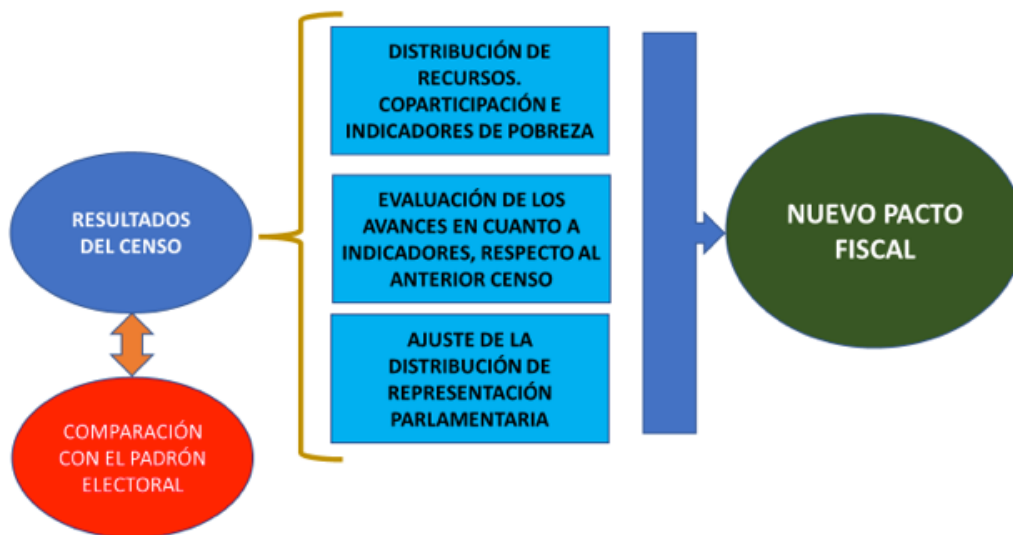 RESULTADOS
DEL CENSO
COMPARACIÓN
CON EL PADRÓN
ELECTORAL
DISTRIBUCIÓN DE
RECURSOS.
COPARTICIPACIÓN E
INDICADORES DE POBREZA
EVALUACIÓN DE LOS
AVANCES EN CUANTO A
INDICADORES, RESPECTO AL
ANTERIOR CENSO
AJUSTE DE LA
DISTRIBUCIÓN DE
REPRESENTACIÓN
PARLAMENTARIA
NUEVO PACTO
FISCAL